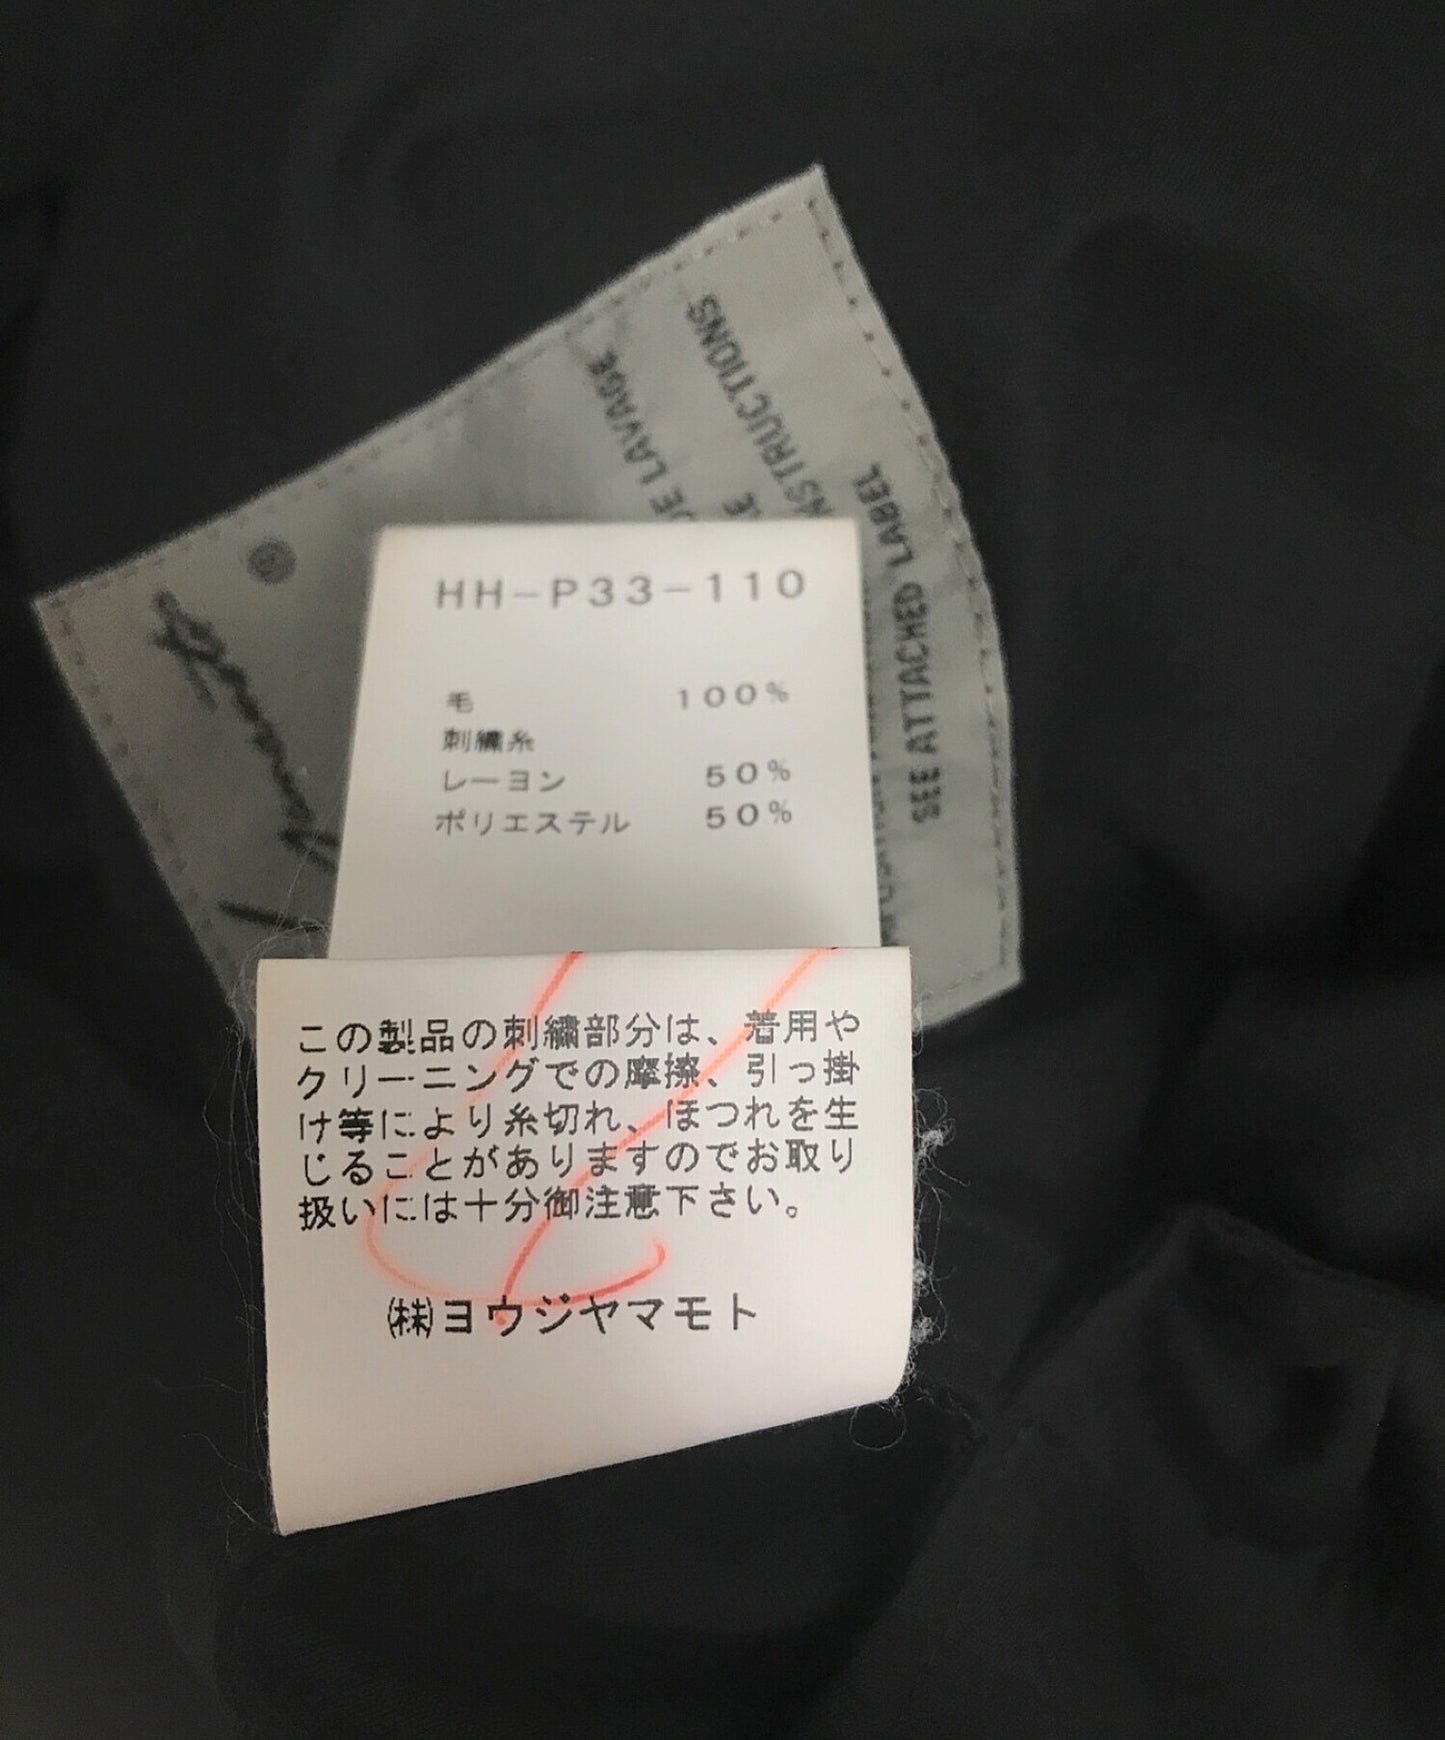 HH-P33-110
毛 100%
刺繍糸
レーヨン 50%
ポリエステル 50%
この製品の刺繍部分は、着用や
クリーニングでの摩擦、引っ掛
け等により糸切れ、ほつれを生
じることがありますのでお取り
扱いには十分御注意下さい。
㈱ヨウジヤマモト
LAVAGE
SEE ATTACHED LABEL